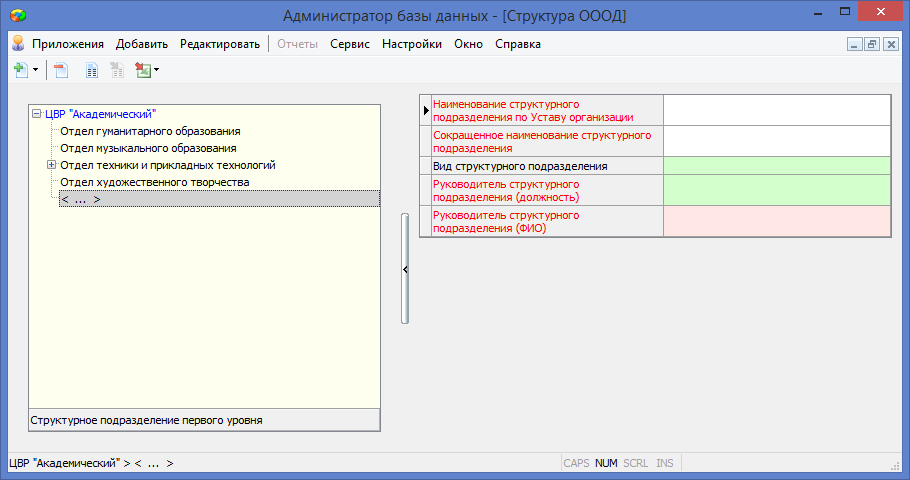 Администратор базы данных - [Структура ОООД]
Приложения Добавить Редактировать Отчеты Сервис Настройки Окно Справка
ЦВР "Академический"
Отдел гуманитарного образования
Отдел музыкального образования
Отдел техники и прикладных технологий
Отдел художественного творчества
< ... >
Структурное подразделение первого уровня
Наименование структурного
подразделения по Уставу организации
Сокращенное наименование структурного
подразделения
Вид структурного подразделения
Руководитель структурного
подразделения (должность)
Руководитель структурного
подразделения (ФИО)
ЦВР "Академический" > < ... >
CAPS NUM SCRL INS